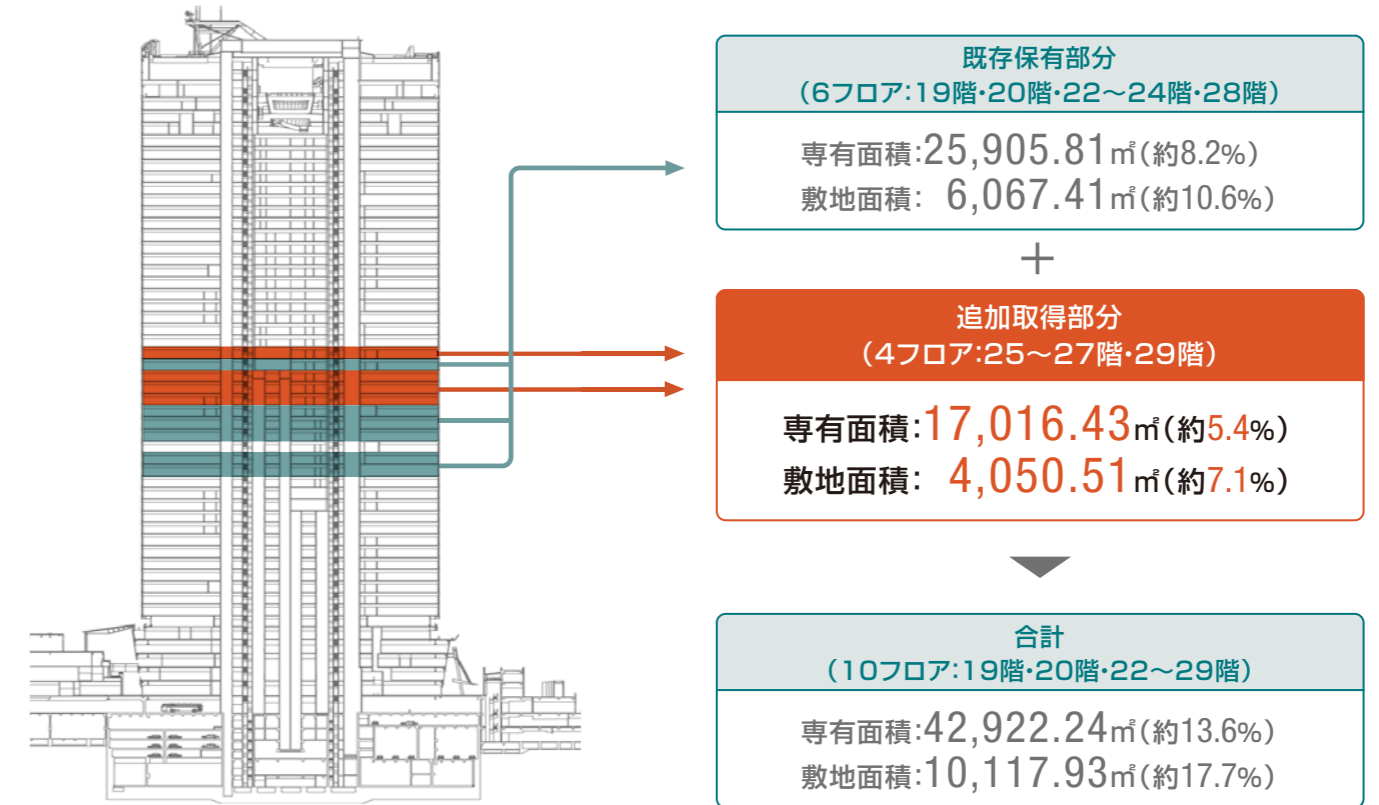 既存保有部分
（6フロア：19階・20階・22～24階・28階）
専有面積：25,905.81㎡（約8.2%）
敷地面積： 6,067.41㎡（約10.6%）
＋
追加取得部分
（4フロア：25～27階・29階）
専有面積：17,016.43㎡（約5.4%）
敷地面積： 4,050.51㎡（約7.1%）
合計
（10フロア：19階・20階・22～29階）
専有面積：42,922.24㎡（約13.6%）
敷地面積：10,117.93㎡（約17.7%）